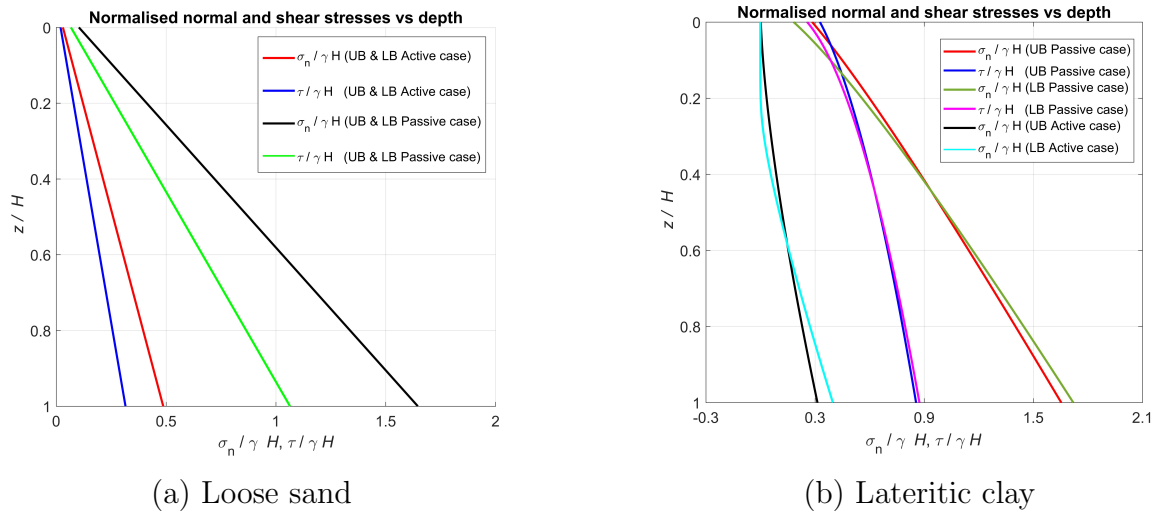 Normalised normal and shear stresses vs depth
σn / γ H (UB & LB Active case)
τ / γ H (UB & LB Active case)
σn / γ H (UB & LB Passive case)
τ / γ H (UB & LB Passive case)
0
0.2
0.4
0.6
0.8
1
z / H
0 0.5 1 1.5 2
σn / γ H, τ / γ H
(a) Loose sand
Normalised normal and shear stresses vs depth
σn / γ H (UB Passive case)
τ / γ H (UB Passive case)
σn / γ H (LB Passive case)
τ / γ H (LB Passive case)
σn / γ H (UB Active case)
σn / γ H (LB Active case)
0
0.2
0.4
0.6
0.8
1
z / H
-0.3 0.3 0.9 1.5 2.1
σn / γ H, τ / γ H
(b) Lateritic clay